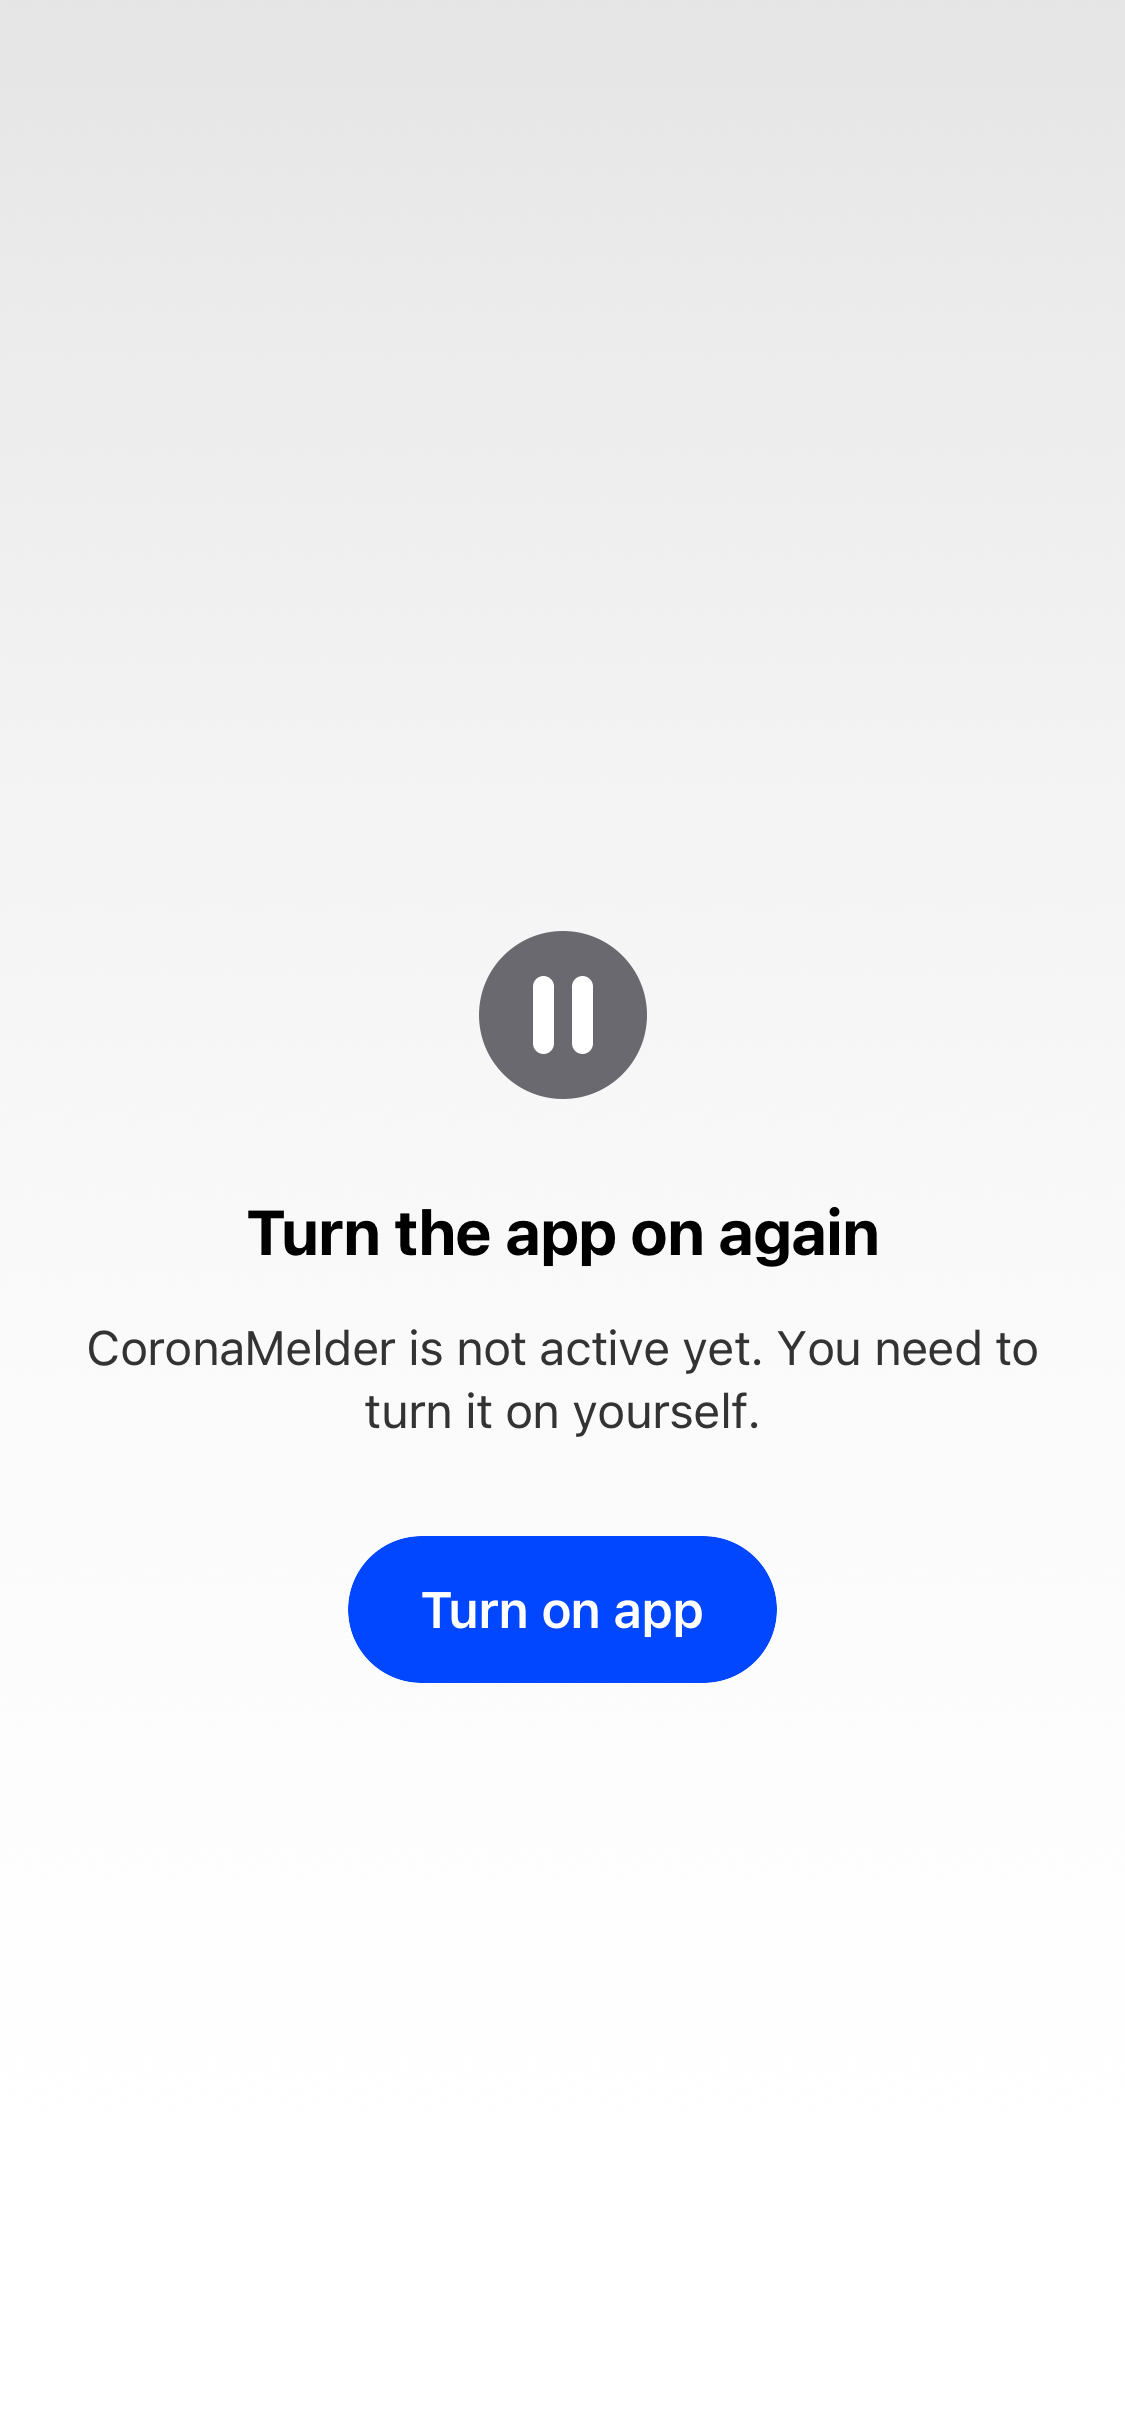 Turn the app on again
CoronaMelder is not active yet. You need to
turn it on yourself.
Turn on app